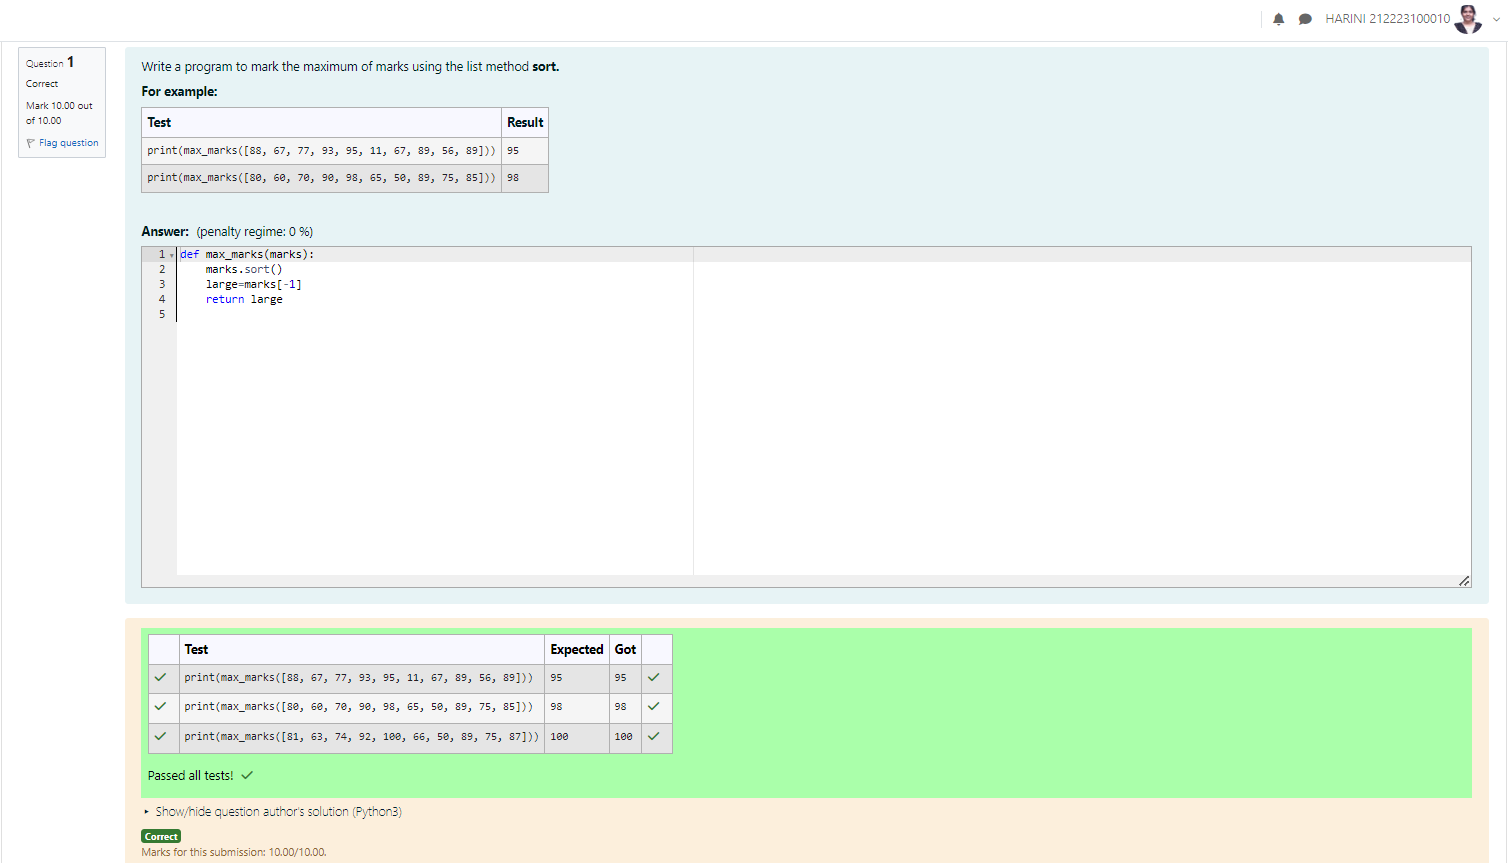 HARINI 212223100010
Question 1
Correct
Mark 10.00 out
of 10.00
Flag question
Write a program to mark the maximum of marks using the list method sort.
For example:
Test Result
print(max_marks([88, 67, 77, 93, 95, 11, 67, 89, 56, 89])) 95
print(max_marks([80, 60, 70, 90, 98, 65, 50, 89, 75, 85])) 98
Answer: (penalty regime: 0 %)
1 def max_marks(marks):
2     marks.sort()
3     large=marks[-1]
4     return large
5
Test Expected Got
print(max_marks([88, 67, 77, 93, 95, 11, 67, 89, 56, 89])) 95 95
print(max_marks([80, 60, 70, 90, 98, 65, 50, 89, 75, 85])) 98 98
print(max_marks([81, 63, 74, 92, 100, 66, 50, 89, 75, 87])) 100 100
Passed all tests!
Show/hide question author's solution (Python3)
Correct
Marks for this submission: 10.00/10.00.